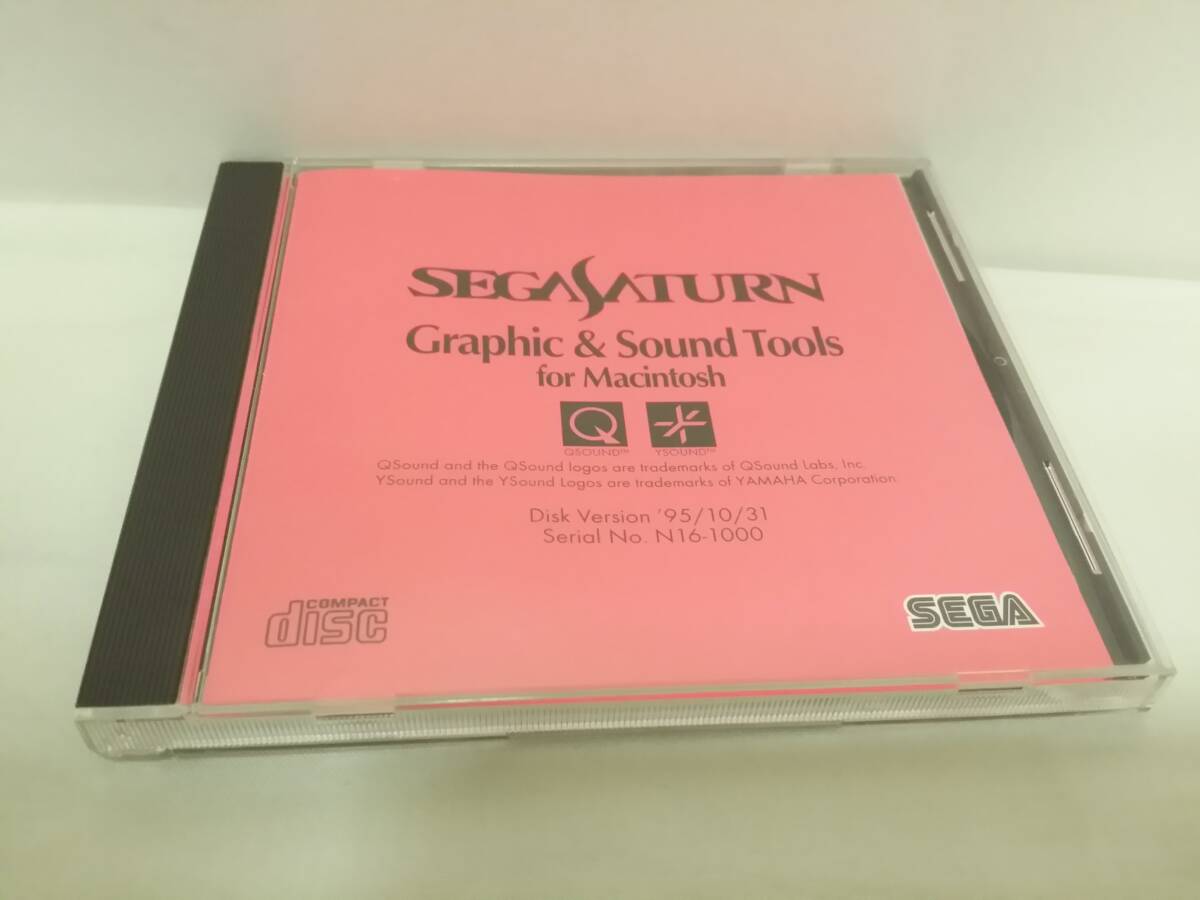 SEGASATURN
Graphic & Sound Tools
for Macintosh
Q
QSOUND™ YSOUND™
QSound and the QSound logos are trademarks of QSound Labs, Inc.
YSound and the YSound Logos are trademarks of YAMAHA Corporation
Disk Version '95/10/31
Serial No. N16-1000
COMPACT
disc
SEGA